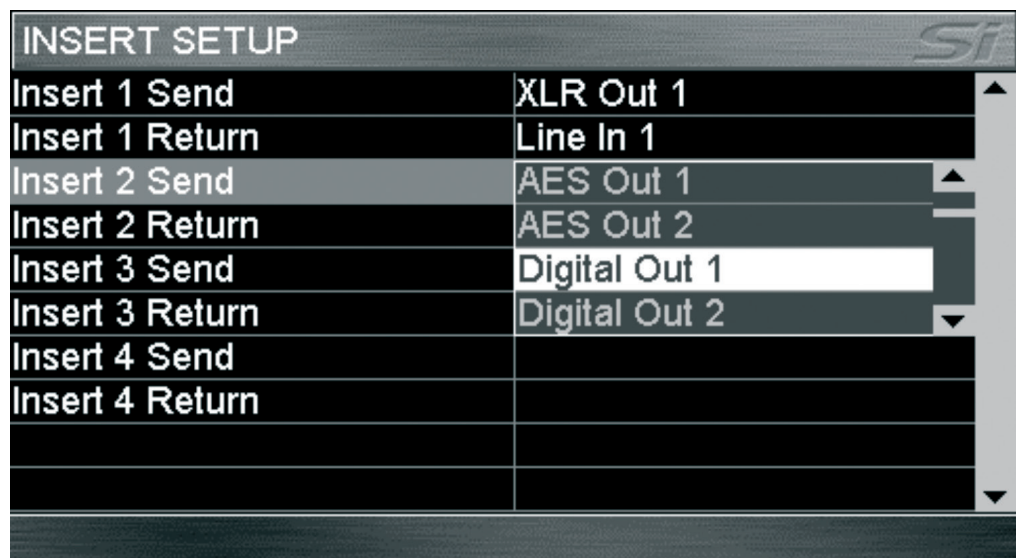 INSERT SETUP Si
Insert 1 Send XLR Out 1
Insert 1 Return Line In 1
Insert 2 Send AES Out 1
Insert 2 Return AES Out 2
Insert 3 Send Digital Out 1
Insert 3 Return Digital Out 2
Insert 4 Send
Insert 4 Return